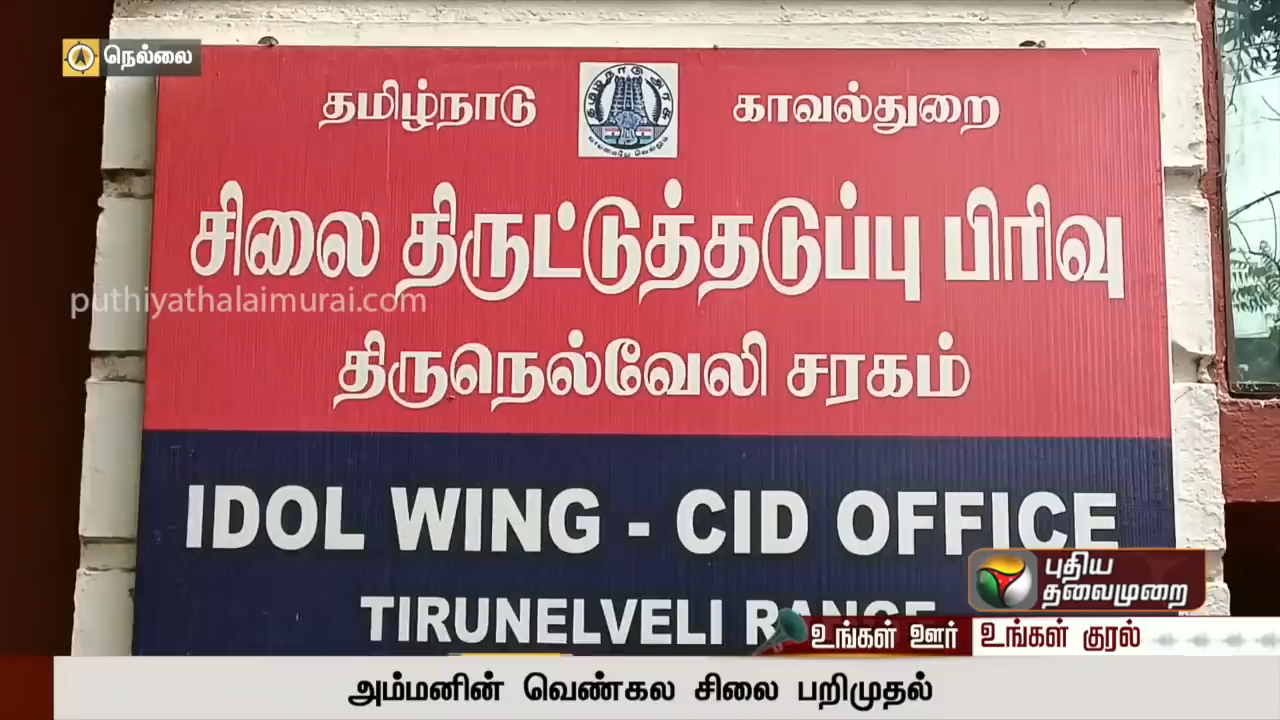 நெல்லை
தமிழ்நாடு காவல்துறை
சிலை திருட்டுத்தடுப்பு பிரிவு
puthiyathalaimurai.com
திருநெல்வேலி சரகம்
IDOL WING - CID OFFICE
TIRUNELVELI RANGE
புதிய
தலைமுறை
உங்கள் ஊர் உங்கள் குரல்
அம்மனின் வெண்கல சிலை பறிமுதல்